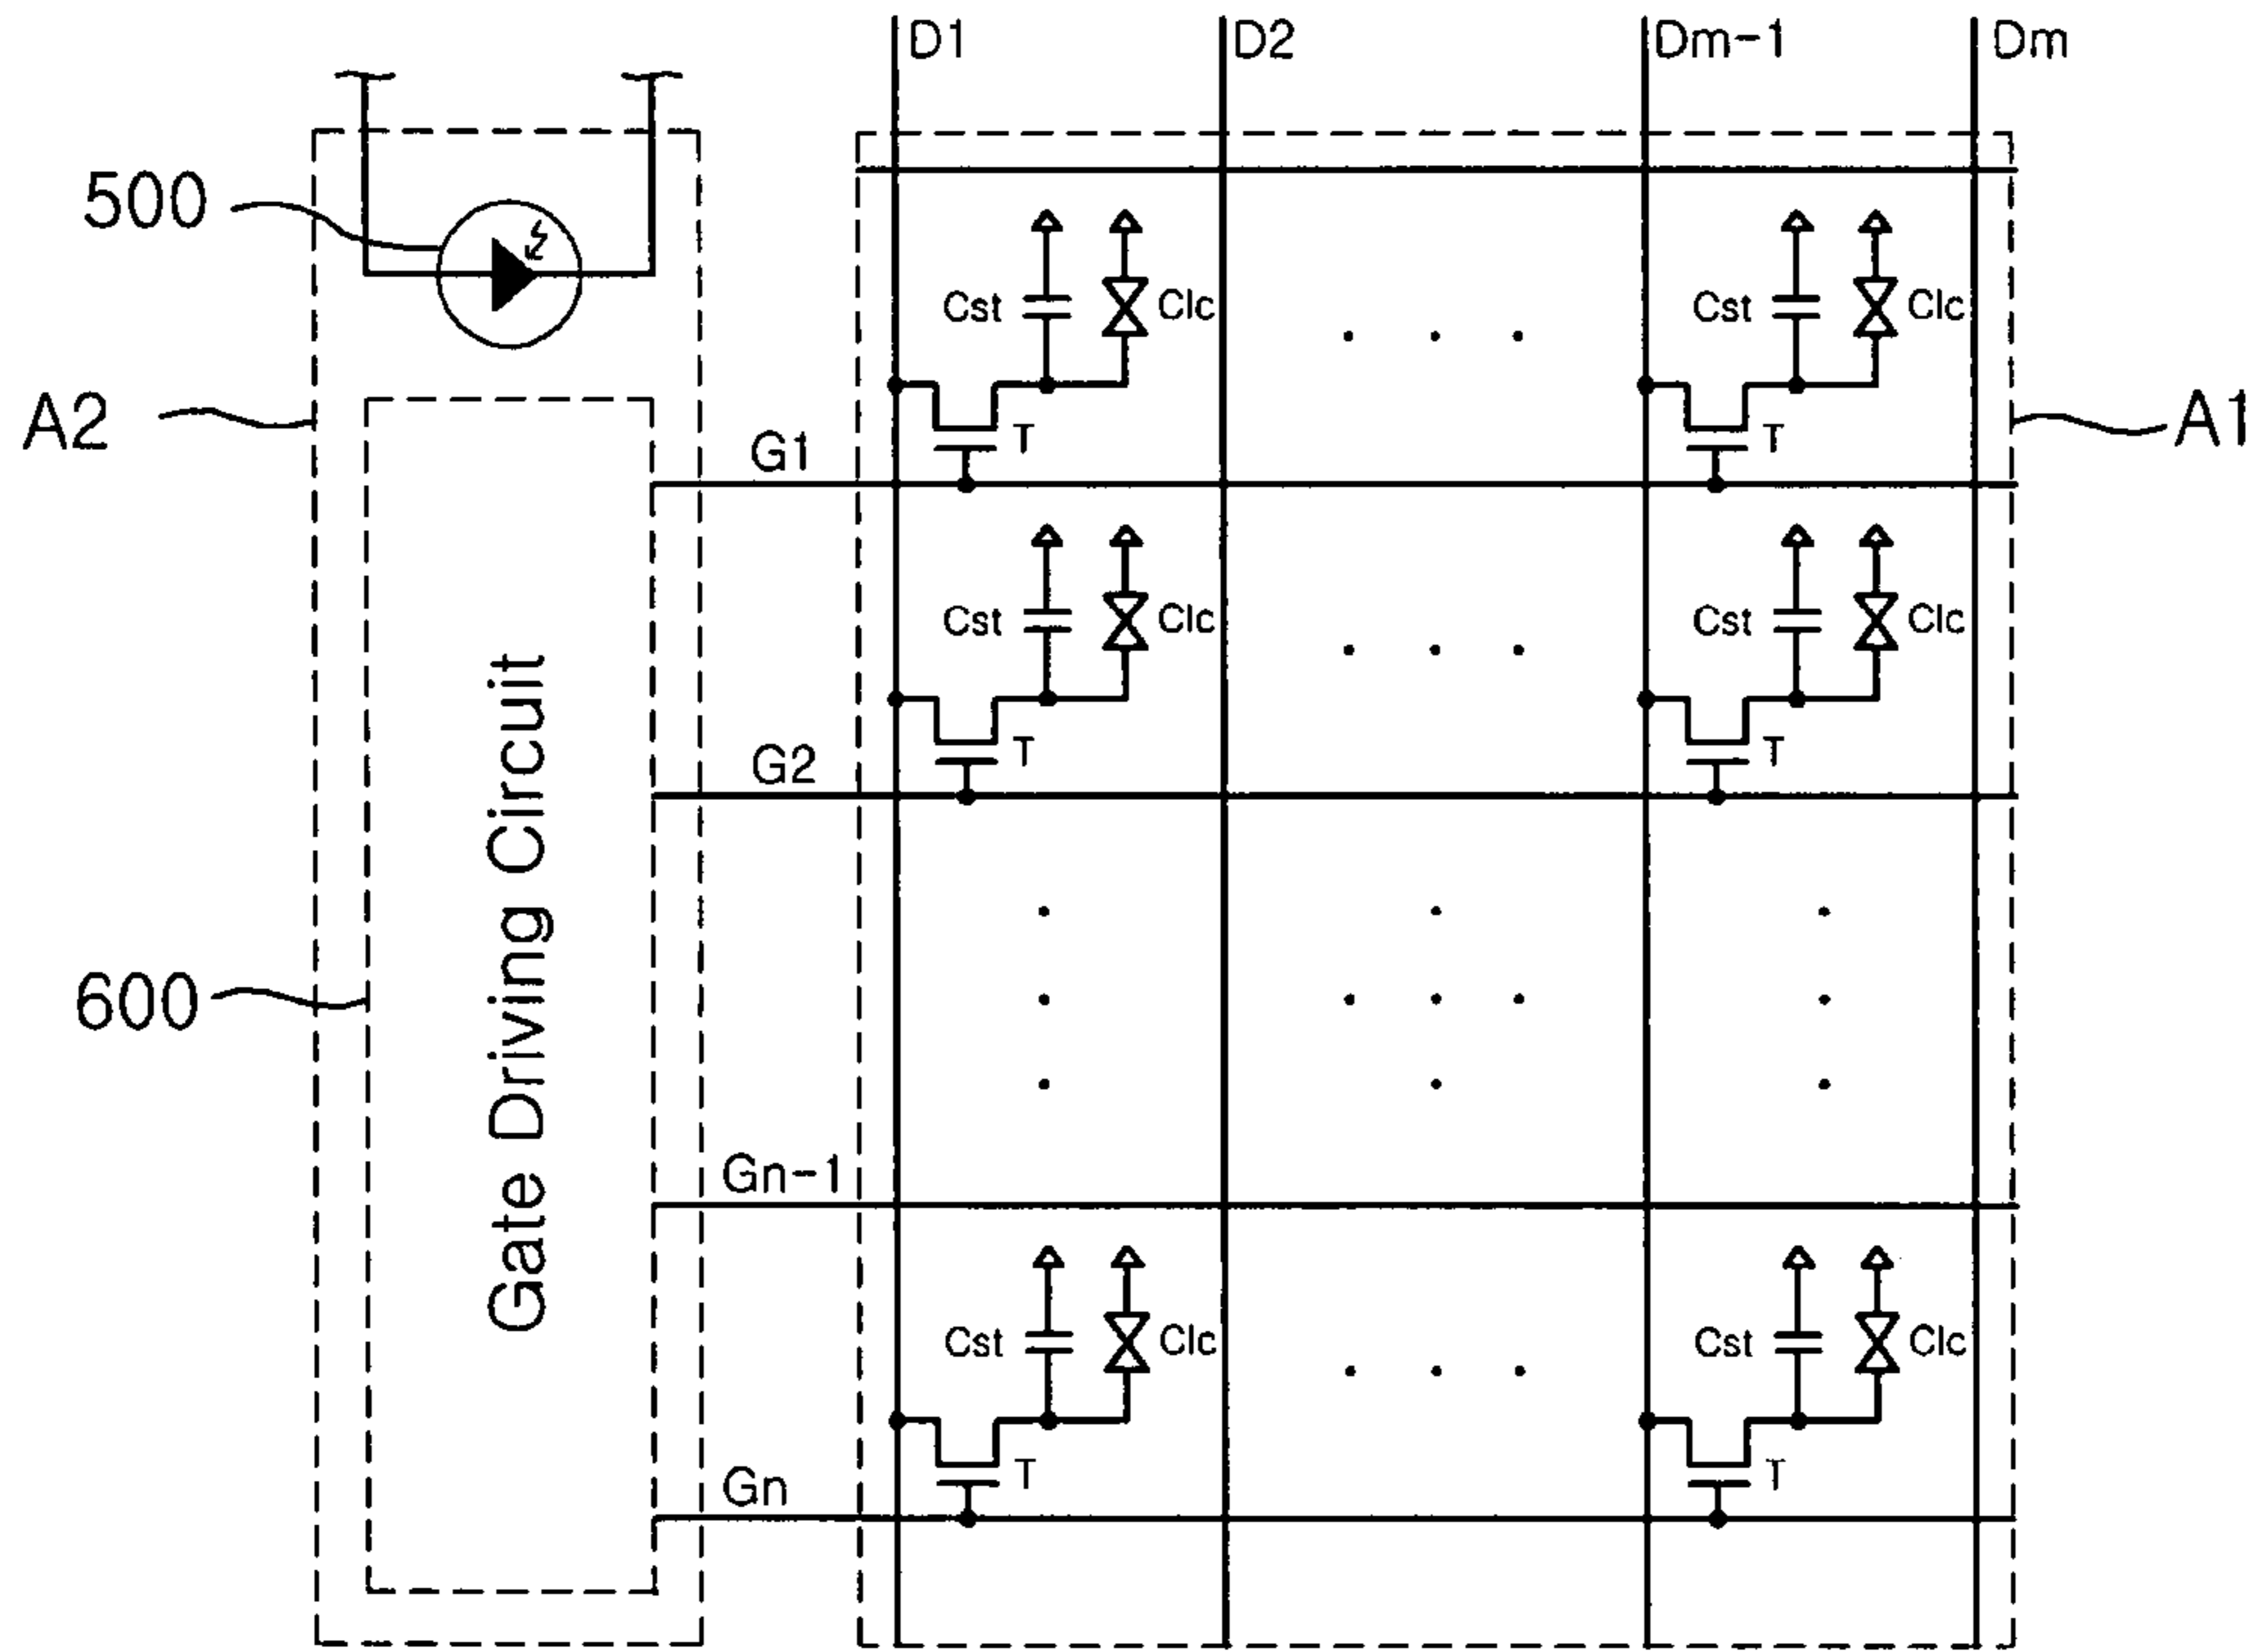 D1 D2 Dm-1 Dm
500
Cst Clc Cst Clc
A2 A1
T T
G1
Cst Clc Cst Clc
T T
G2
Gate Driving Circuit
600
Gn-1
Cst Clc Cst Clc
T T
Gn